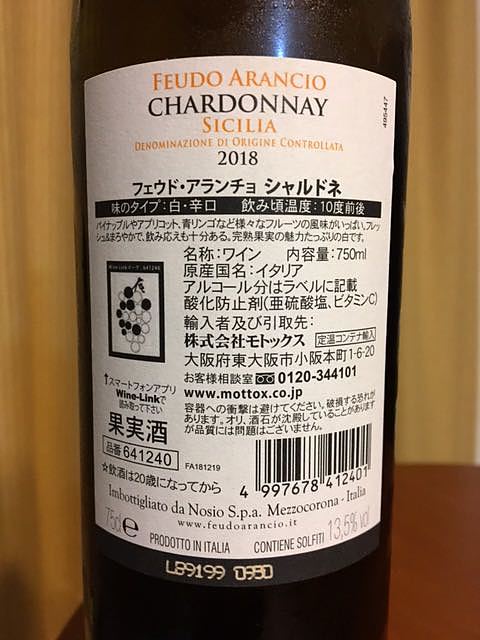 FEUDO ARANCIO
CHARDONNAY
SICILIA
DENOMINAZIONE DI ORIGINE CONTROLLATA
2018
495447
フェウド・アランチョ シャルドネ
味のタイプ：白・辛口 飲み頃温度：10度前後
パイナップルやアプリコット、青リンゴなど様々なフルーツの風味がいっぱい。フレッ
シュ&まろやかで、飲み応えも十分ある。完熟果実の魅力たっぷりの白です。
Wine-Linkマーク 641240
名称：ワイン 内容量：750ml
原産国名：イタリア
アルコール分はラベルに記載
酸化防止剤（亜硫酸塩、ビタミンC）
輸入者及び引取先：
株式会社モトックス 定温コンテナ輸入
大阪府東大阪市小阪本町1-6-20
お客様相談室 0120-344101
www.mottox.co.jp
↑スマートフォンアプリ
Wine-Linkで
読み取って下さい
果実酒
品番 641240
容器への衝撃は避けてください。破損する恐れが
あります。オリ、酒石が沈殿していることがあります
が品質には問題はございません。
FA181219
☆飲酒は20歳になってから
4 997678 412401
Imbottigliato da Nosio S.p.a. Mezzocorona - Italia
www.feudoarancio.it
75cl e
PRODOTTO IN ITALIA CONTIENE SOLFITI
13,5% vol
L89199 0930